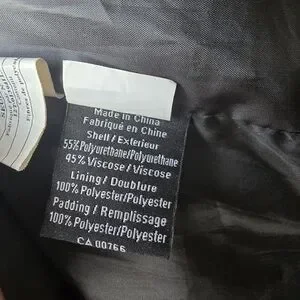 Made in China
Fabriqué en Chine
Shell / Extérieur
55% Polyurethane/Polyurethane
45% Viscose / Viscose
Lining / Doublure
100% Polyester/Polyester
Padding / Remplissage
100% Polyester/Polyester
CA 00766